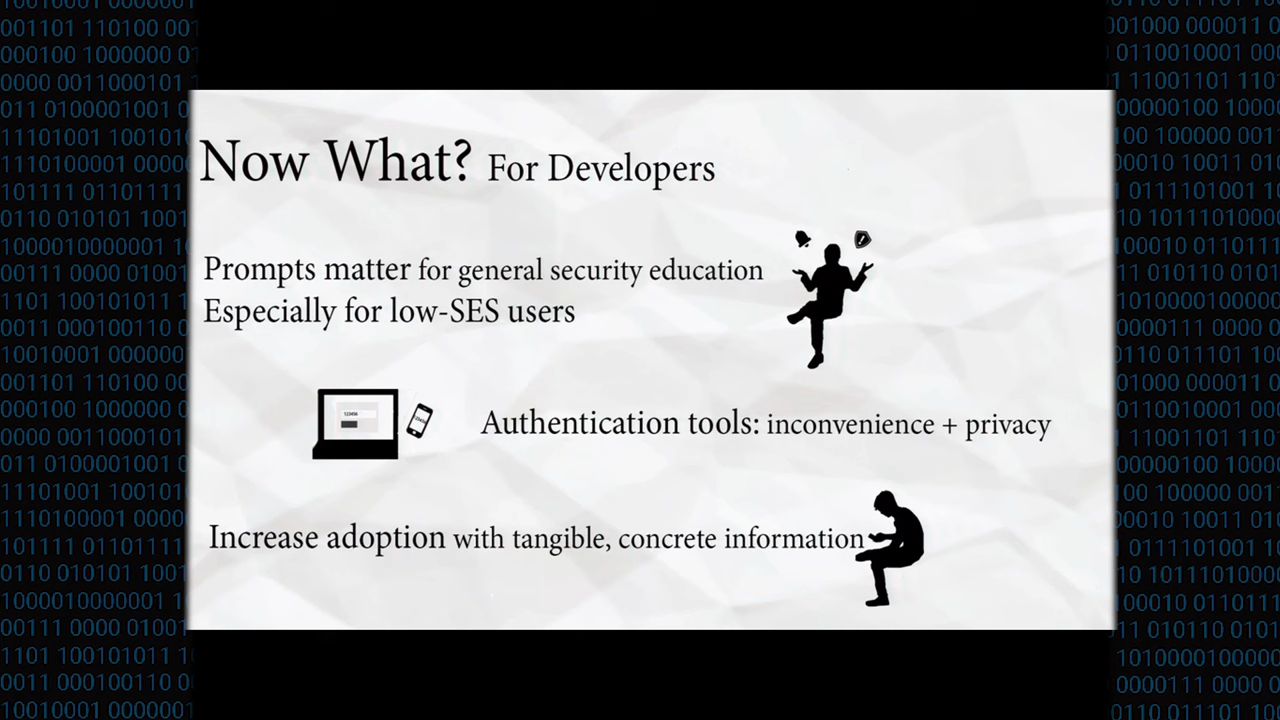 Now What? For Developers
Prompts matter for general security education
Especially for low-SES users
123456
Authentication tools: inconvenience + privacy
Increase adoption with tangible, concrete information